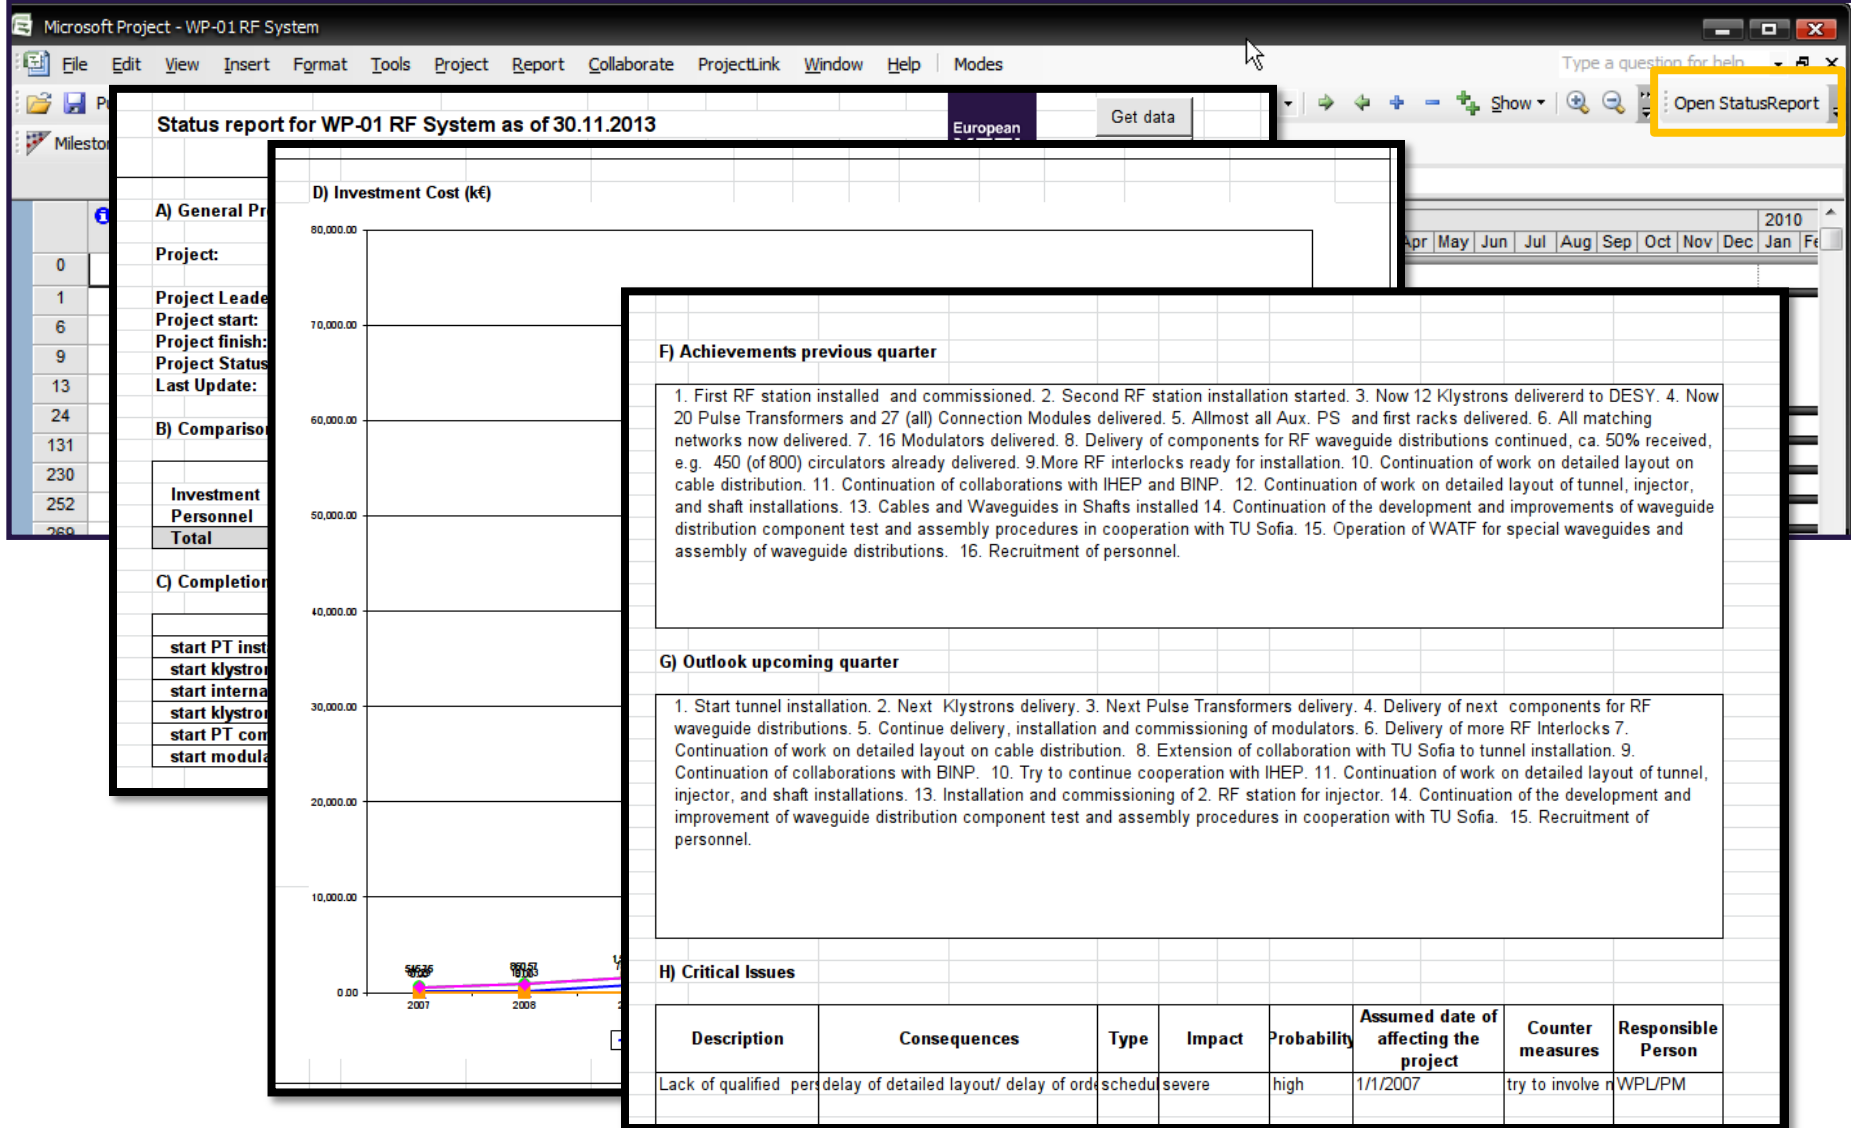 Microsoft Project - WP-01 RF System
File Edit View Insert Format Tools Project Report Collaborate ProjectLink Window Help Modes
Type a question for help
Show
Open StatusReport
2010
May Jun Jul Aug Sep Oct Nov Dec Jan
0
1
6
9
13
24
131
230
252
269
Status report for WP-01 RF System as of 30.11.2013
European
Get data
A) General
Project:
Project start:
Project finish:
Project Status
Last Update:
B)
Investment
Personnel
Total
C) Completion
start PT
start
start
start
start PT
start
D) Investment Cost (k€)
80,000.00
70,000.00
60,000.00
50,000.00
40,000.00
30,000.00
20,000.00
10,000.00
0.00
2007 2008
F) Achievements previous quarter
1. First RF station installed and commissioned. 2. Second RF station installation started. 3. Now 12 Klystrons delivererd to DESY. 4. Now
20 Pulse Transformers and 27 (all) Connection Modules delivered. 5. Allmost all Aux. PS and first racks delivered. 6. All matching
networks now delivered. 7. 16 Modulators delivered. 8. Delivery of components for RF waveguide distributions continued, ca. 50% received,
e.g. 450 (of 800) circulators already delivered. 9.More RF interlocks ready for installation. 10. Continuation of work on detailed layout on
cable distribution. 11. Continuation of collaborations with IHEP and BINP. 12. Continuation of work on detailed layout of tunnel, injector,
and shaft installations. 13. Cables and Waveguides in Shafts installed 14. Continuation of the development and improvements of waveguide
distribution component test and assembly procedures in cooperation with TU Sofia. 15. Operation of WATF for special waveguides and
assembly of waveguide distributions. 16. Recruitment of personnel.
G) Outlook upcoming quarter
1. Start tunnel installation. 2. Next Klystrons delivery. 3. Next Pulse Transformers delivery. 4. Delivery of next components for RF
waveguide distributions. 5. Continue delivery, installation and commissioning of modulators. 6. Delivery of more RF Interlocks 7.
Continuation of work on detailed layout on cable distribution. 8. Extension of collaboration with TU Sofia to tunnel installation. 9.
Continuation of collaborations with BINP. 10. Try to continue cooperation with IHEP. 11. Continuation of work on detailed layout of tunnel,
injector, and shaft installations. 13. Installation and commissioning of 2. RF station for injector. 14. Continuation of the development and
improvement of waveguide distribution component test and assembly procedures in cooperation with TU Sofia. 15. Recruitment of
personnel.
H) Critical Issues
Description Consequences Type Impact Probability Assumed date of affecting the project Counter measures Responsible Person
Lack of qualified delay of detailed layout/ delay of severe high 1/1/2007 try to involve WPL/PM